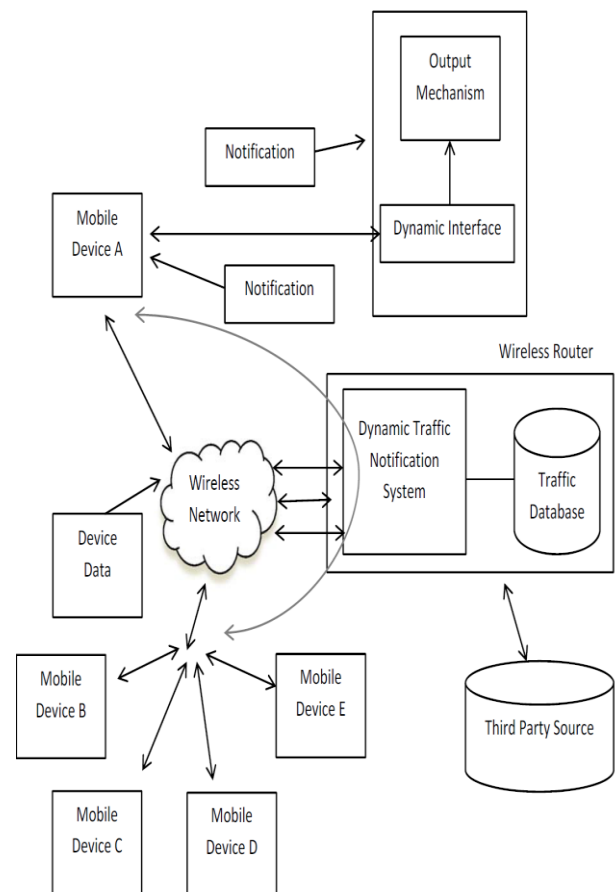 Output
Mechanism
Notification
Mobile
Device A
Dynamic Interface
Notification
Wireless Router
Dynamic Traffic
Notification
System
Traffic
Database
Wireless
Network
Device
Data
Mobile
Device B
Mobile
Device E
Third Party Source
Mobile
Device C
Mobile
Device D